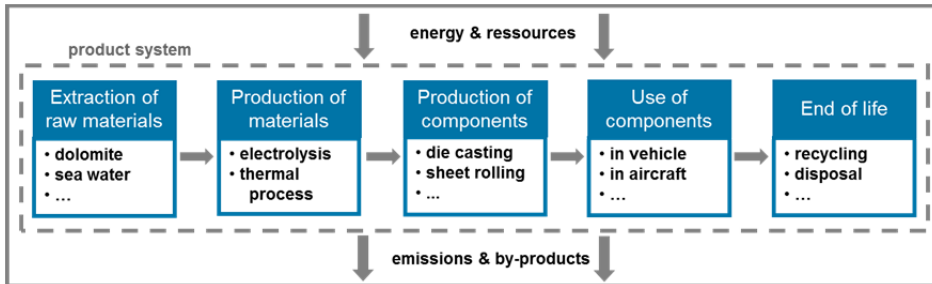 energy & ressources
product system
Extraction of
raw materials
• dolomite
• sea water
• …
Production of
materials
• electrolysis
• thermal
process
Production of
components
• die casting
• sheet rolling
• ...
Use of
components
• in vehicle
• in aircraft
• …
End of life
• recycling
• disposal
• …
emissions & by-products